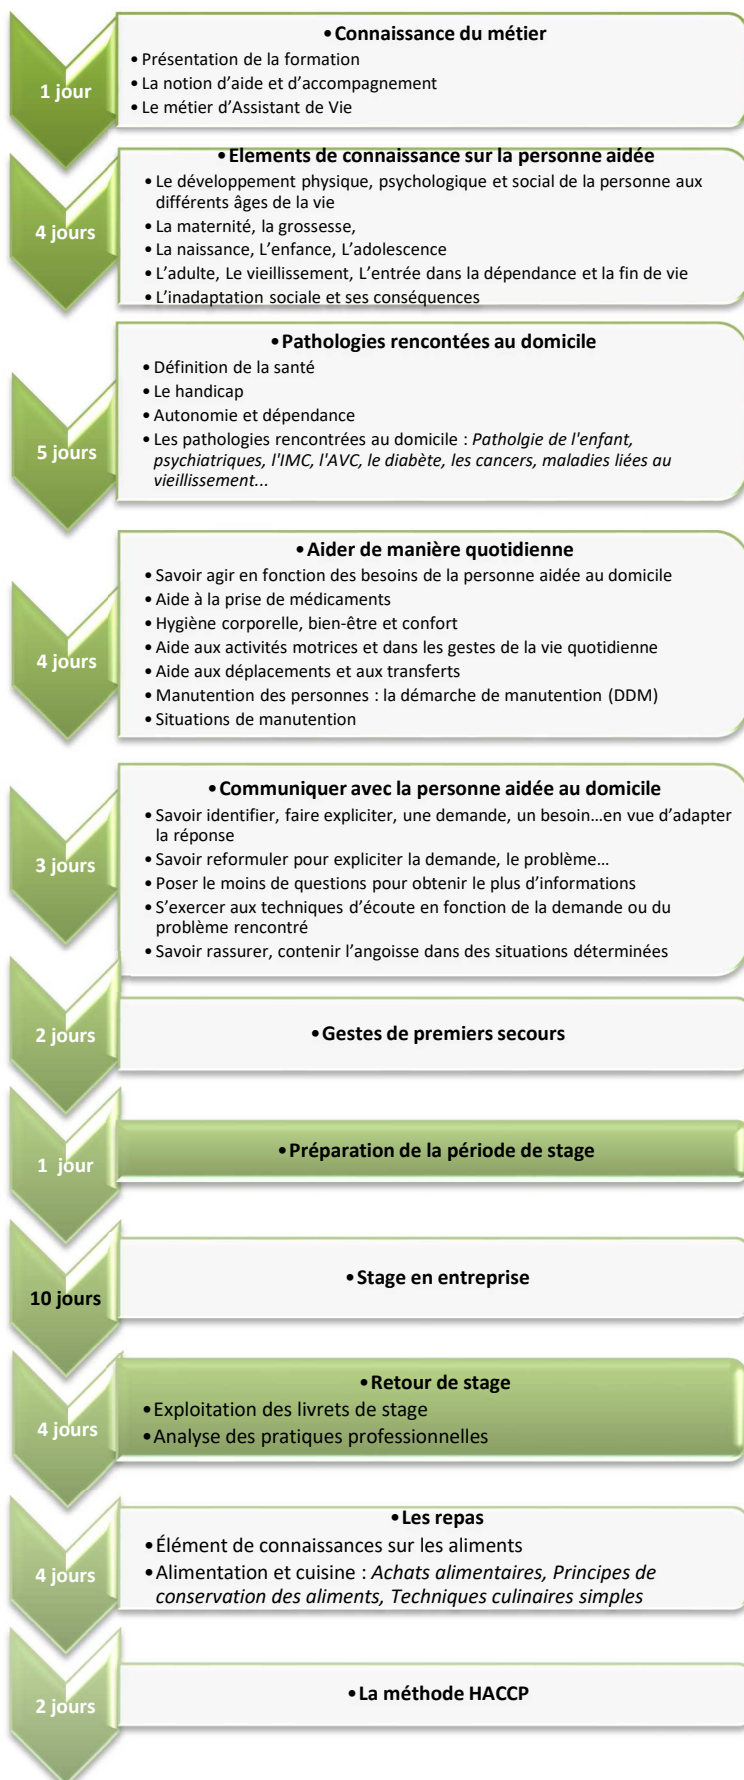 • Connaissance du métier
1 jour
• Présentation de la formation
• La notion d'aide et d'accompagnement
• Le métier d'Assistant de Vie
• Elements de connaissance sur la personne aidée
4 jours
• Le développement physique, psychologique et social de la personne aux
différents âges de la vie
• La maternité, la grossesse,
• La naissance, L'enfance, L'adolescence
• L'adulte, Le vieillissement, L'entrée dans la dépendance et la fin de vie
• L'inadaptation sociale et ses conséquences
• Pathologies rencontées au domicile
5 jours
• Définition de la santé
• Le handicap
• Autonomie et dépendance
• Les pathologies rencontrées au domicile : Patholgie de l'enfant,
psychiatriques, l'IMC, l'AVC, le diabète, les cancers, maladies liées au
vieillissement...
• Aider de manière quotidienne
4 jours
• Savoir agir en fonction des besoins de la personne aidée au domicile
• Aide à la prise de médicaments
• Hygiène corporelle, bien-être et confort
• Aide aux activités motrices et dans les gestes de la vie quotidienne
• Aide aux déplacements et aux transferts
• Manutention des personnes : la démarche de manutention (DDM)
• Situations de manutention
• Communiquer avec la personne aidée au domicile
3 jours
• Savoir identifier, faire expliciter, une demande, un besoin…en vue d'adapter
la réponse
• Savoir reformuler pour expliciter la demande, le problème…
• Poser le moins de questions pour obtenir le plus d'informations
• S'exercer aux techniques d'écoute en fonction de la demande ou du
problème rencontré
• Savoir rassurer, contenir l'angoisse dans des situations déterminées
2 jours
• Gestes de premiers secours
1 jour
• Préparation de la période de stage
10 jours
• Stage en entreprise
4 jours
• Retour de stage
• Exploitation des livrets de stage
• Analyse des pratiques professionnelles
4 jours
• Les repas
• Élément de connaissances sur les aliments
• Alimentation et cuisine : Achats alimentaires, Principes de
conservation des aliments, Techniques culinaires simples
2 jours
• La méthode HACCP